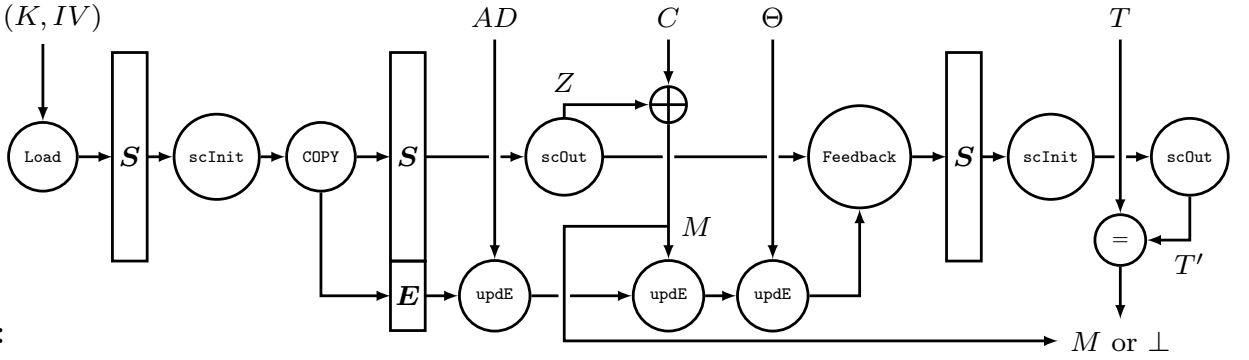 (K, IV) AD C Θ T
Z
Load S scInit COPY S scOut Feedback S scInit scOut
M = T′
E updE updE updE
: M or ⊥